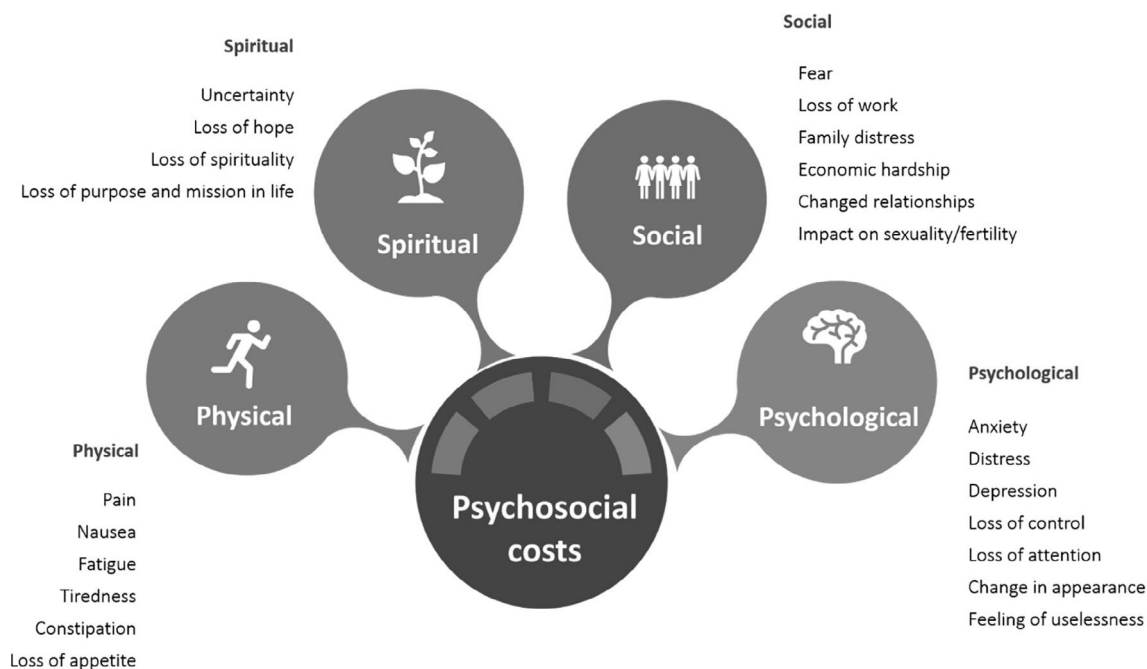 Spiritual
Uncertainty
Loss of hope
Loss of spirituality
Loss of purpose and mission in life
Social
Fear
Loss of work
Family distress
Economic hardship
Changed relationships
Impact on sexuality/fertility
Spiritual
Social
Physical
Psychological
Psychosocial
costs
Physical
Pain
Nausea
Fatigue
Tiredness
Constipation
Loss of appetite
Psychological
Anxiety
Distress
Depression
Loss of control
Loss of attention
Change in appearance
Feeling of uselessness